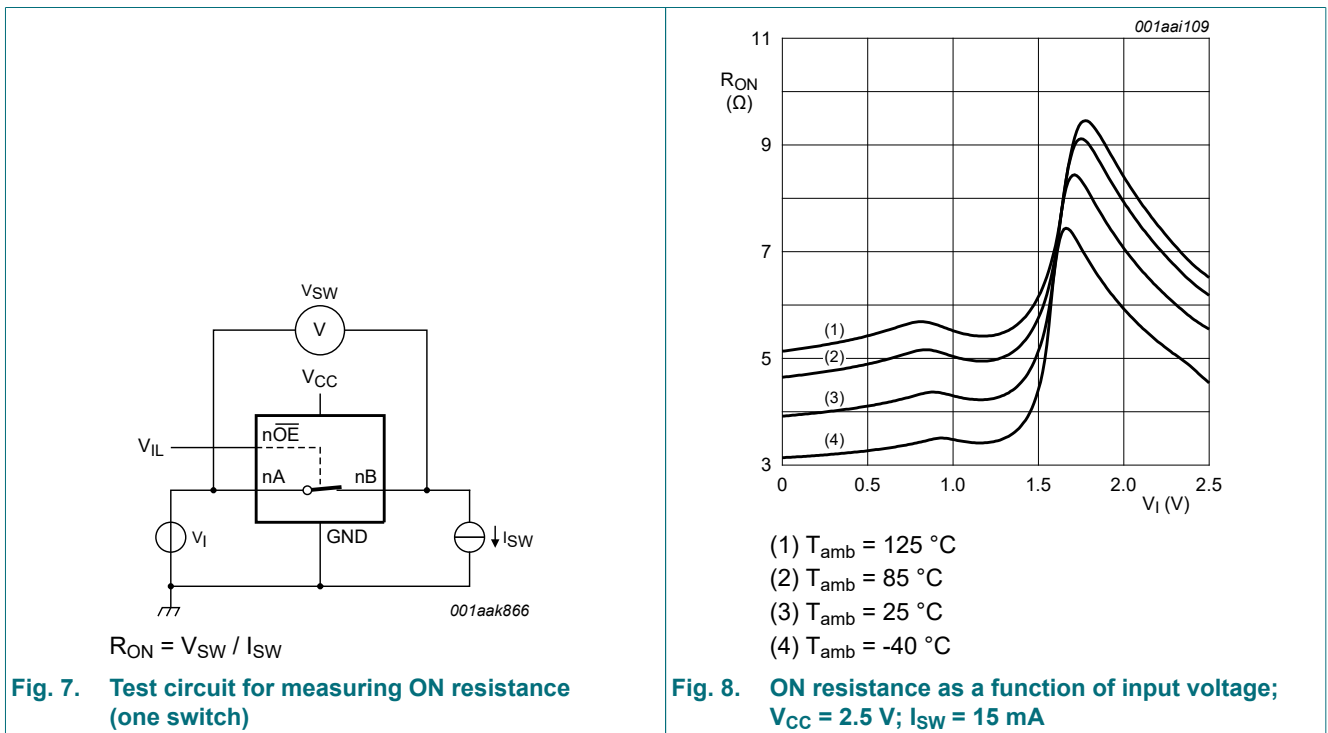 VSW
V
VCC
nOE
VIL
nA
nB
VI
GND
ISW
001aak866
RON = VSW / ISW
Fig. 7. Test circuit for measuring ON resistance
(one switch)
001aai109
11
RON
(Ω)
9
7
5
3
(1)
(2)
(3)
(4)
0 0.5 1.0 1.5 2.0 2.5
VI (V)
(1) Tamb = 125 °C
(2) Tamb = 85 °C
(3) Tamb = 25 °C
(4) Tamb = -40 °C
Fig. 8. ON resistance as a function of input voltage;
VCC = 2.5 V; ISW = 15 mA